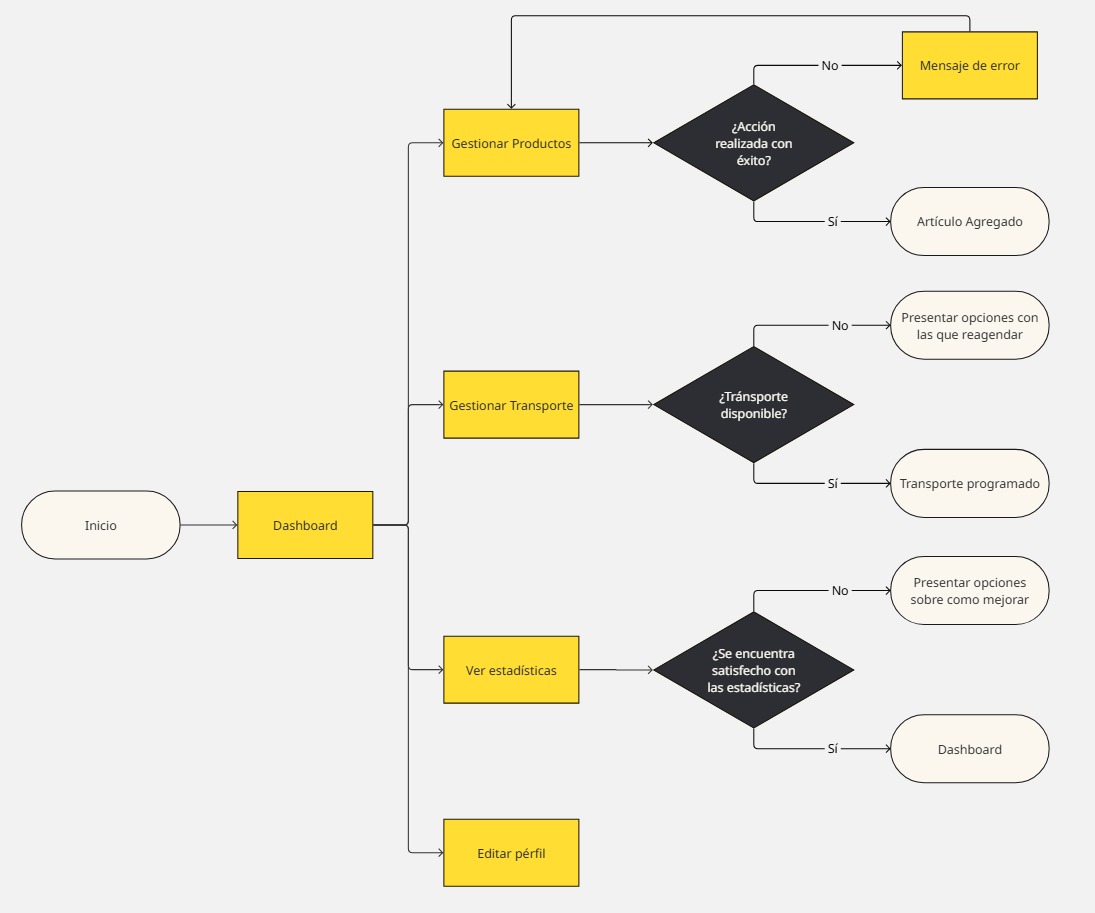 No
Mensaje de error
Gestionar Productos
¿Acción
realizada con
éxito?
Sí
Artículo Agregado
No
Presentar opciones con
las que reagendar
Gestionar Transporte
¿Tránsporte
disponible?
Sí
Transporte programado
Inicio
Dashboard
No
Presentar opciones
sobre como mejorar
Ver estadísticas
¿Se encuentra
satisfecho con
las estadísticas?
Sí
Dashboard
Editar pérfil